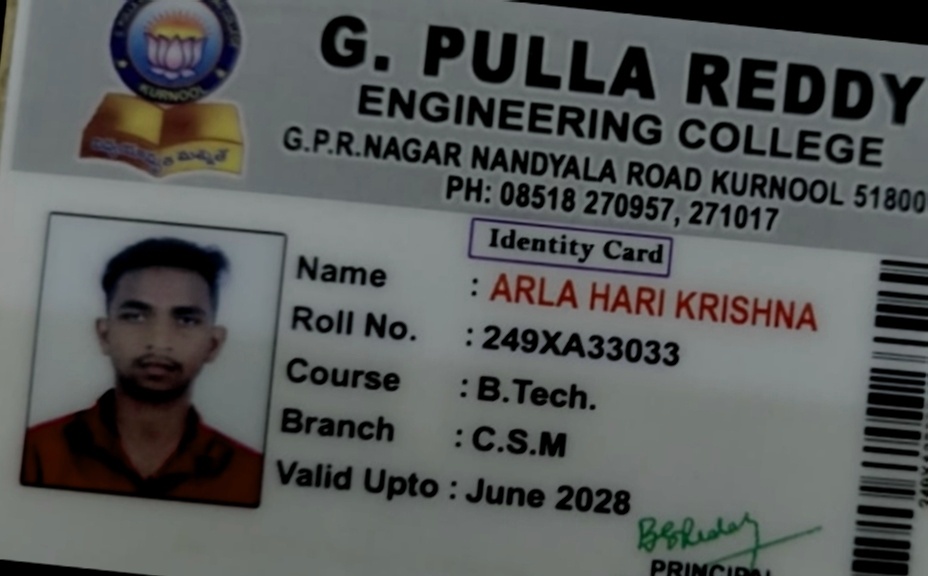 KURNOOL
G. PULLA REDDY
ENGINEERING COLLEGE
G.P.R.NAGAR NANDYALA ROAD KURNOOL 51800
PH: 08518 270957, 271017
Identity Card
Name : ARLA HARI KRISHNA
Roll No. : 249XA33033
Course : B.Tech.
Branch : C.S.M
Valid Upto : June 2028
PRINCIPAL